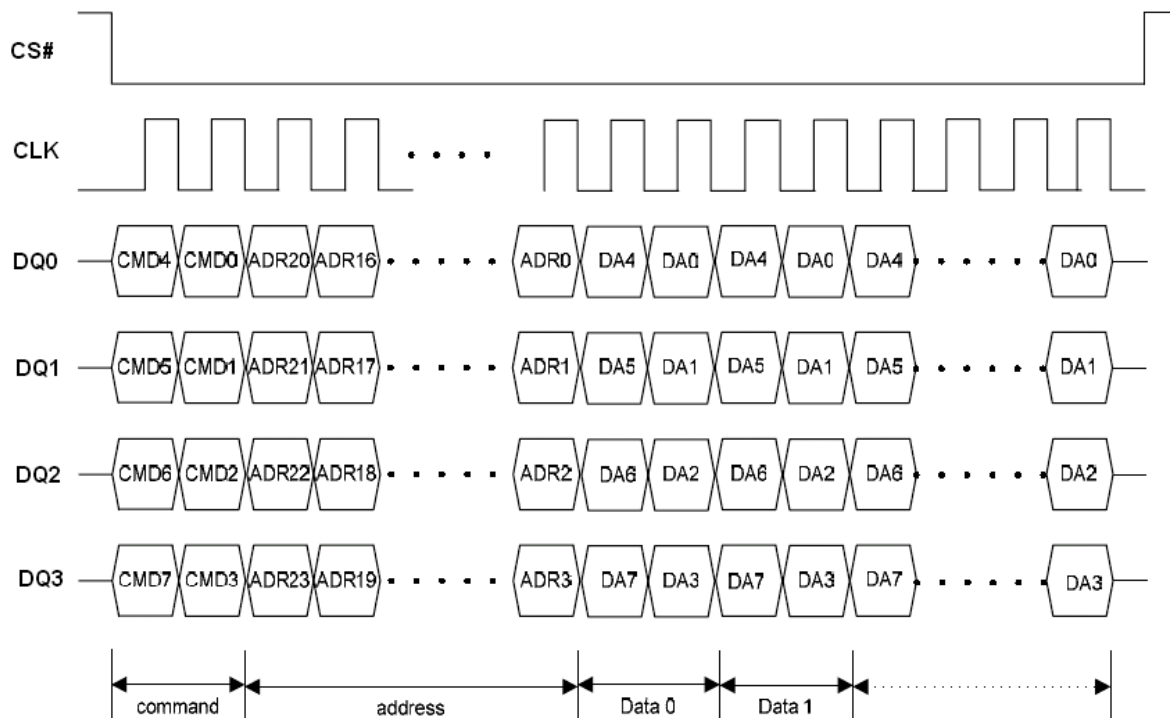 CS#
CLK
DQ0 CMD4 CMD0 ADR20 ADR16 ADR0 DA4 DA0 DA4 DA0 DA4 DA0
DQ1 CMD5 CMD1 ADR21 ADR17 ADR1 DA5 DA1 DA5 DA1 DA5 DA1
DQ2 CMD6 CMD2 ADR22 ADR18 ADR2 DA6 DA2 DA6 DA2 DA6 DA2
DQ3 CMD7 CMD3 ADR23 ADR19 ADR3 DA7 DA3 DA7 DA3 DA7 DA3
command address Data 0 Data 1